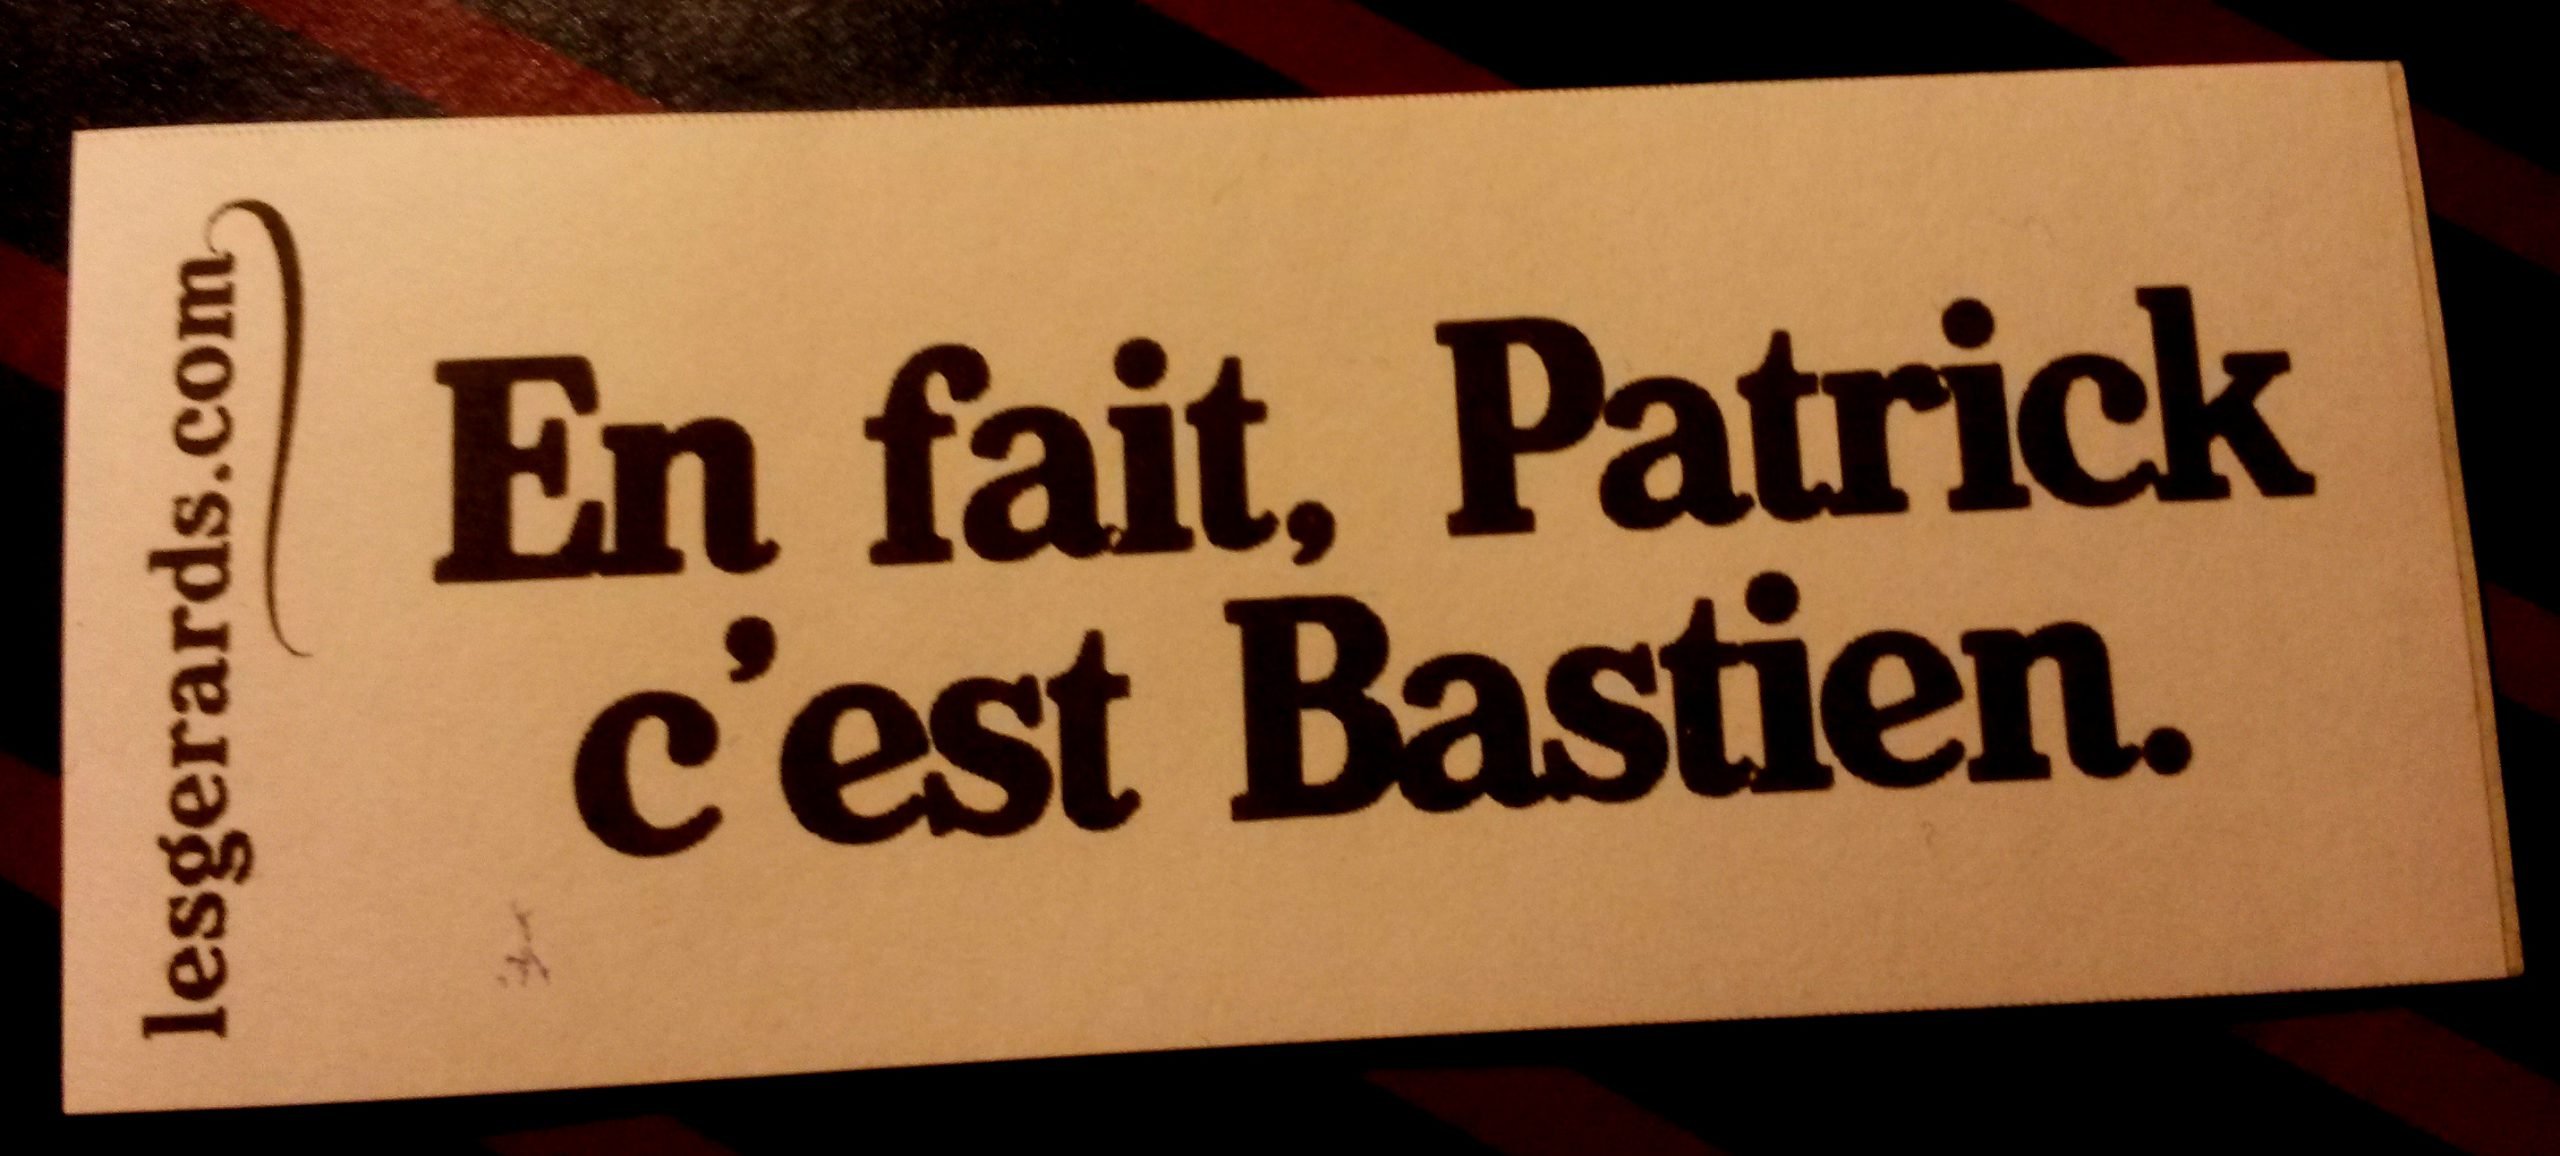 lesgerards.com
En fait, Patrick
c'est Bastien.